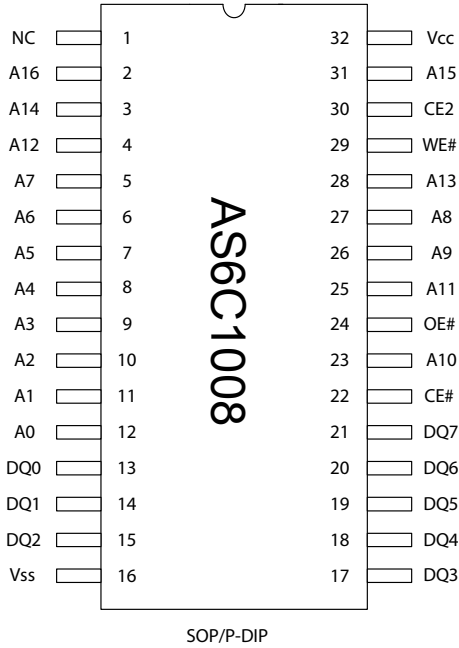 NC 1 32 Vcc
A16 2 31 A15
A14 3 30 CE2
A12 4 29 WE#
A7 5 28 A13
A6 6 27 A8
A5 7 26 A9
A4 8 25 A11
A3 9 24 OE#
A2 10 23 A10
A1 11 22 CE#
A0 12 21 DQ7
DQ0 13 20 DQ6
DQ1 14 19 DQ5
DQ2 15 18 DQ4
Vss 16 17 DQ3
AS6C1008
SOP/P-DIP